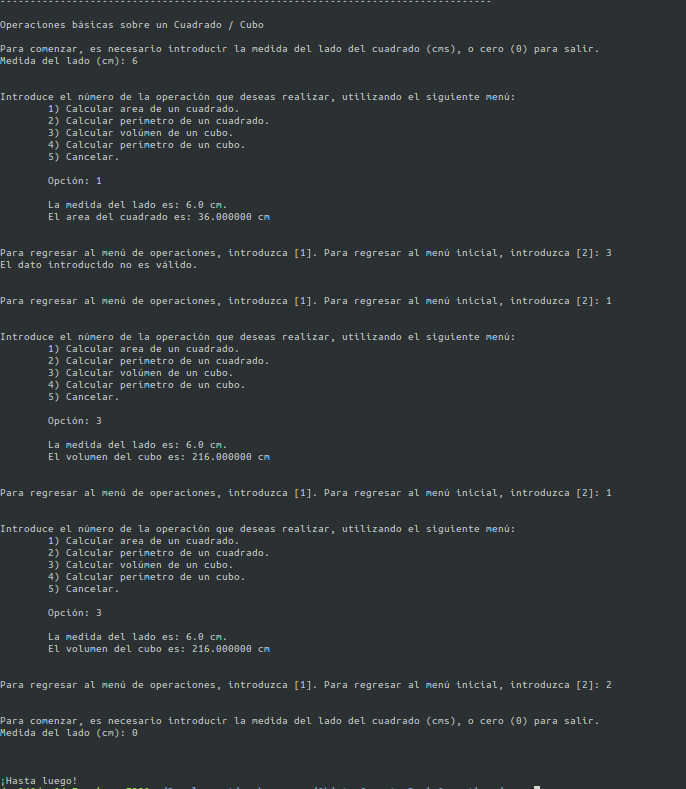 --------------------------------------------------------------------------------
Operaciones básicas sobre un Cuadrado / Cubo
Para comenzar, es necesario introducir la medida del lado del cuadrado (cms), o cero (0) para salir.
Medida del lado (cm): 6
Introduce el número de la operación que deseas realizar, utilizando el siguiente menú:
1) Calcular area de un cuadrado.
2) Calcular perimetro de un cuadrado.
3) Calcular volúmen de un cubo.
4) Calcular perimetro de un cubo.
5) Cancelar.
Opción: 1
La medida del lado es: 6.0 cm.
El area del cuadrado es: 36.000000 cm
Para regresar al menú de operaciones, introduzca [1]. Para regresar al menú inicial, introduzca [2]: 3
El dato introducido no es válido.
Para regresar al menú de operaciones, introduzca [1]. Para regresar al menú inicial, introduzca [2]: 1
Introduce el número de la operación que deseas realizar, utilizando el siguiente menú:
1) Calcular area de un cuadrado.
2) Calcular perimetro de un cuadrado.
3) Calcular volúmen de un cubo.
4) Calcular perimetro de un cubo.
5) Cancelar.
Opción: 3
La medida del lado es: 6.0 cm.
El volumen del cubo es: 216.000000 cm
Para regresar al menú de operaciones, introduzca [1]. Para regresar al menú inicial, introduzca [2]: 1
Introduce el número de la operación que deseas realizar, utilizando el siguiente menú:
1) Calcular area de un cuadrado.
2) Calcular perimetro de un cuadrado.
3) Calcular volúmen de un cubo.
4) Calcular perimetro de un cubo.
5) Cancelar.
Opción: 3
La medida del lado es: 6.0 cm.
El volumen del cubo es: 216.000000 cm
Para regresar al menú de operaciones, introduzca [1]. Para regresar al menú inicial, introduzca [2]: 2
Para comenzar, es necesario introducir la medida del lado del cuadrado (cms), o cero (0) para salir.
Medida del lado (cm): 0
¡Hasta luego!